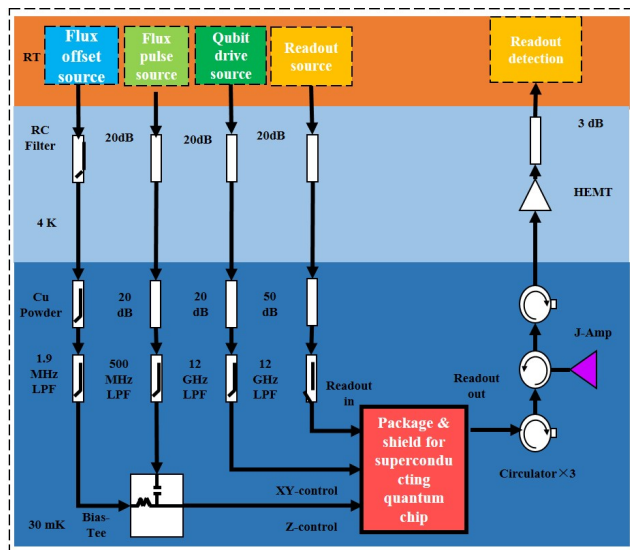 RT
Flux
offset
source
Flux
pulse
source
Qubit
drive
source
Readout
source
Readout
detection
RC
Filter
20dB
20dB
20dB
3 dB
HEMT
4 K
Cu
Powder
20
dB
20
dB
50
dB
J-Amp
1.9
MHz
LPF
500
MHz
LPF
12
GHz
LPF
12
GHz
LPF
Readout
in
Readout
out
Package &
shield for
supercondu
cting
quantum
chip
Circulator×3
XY-control
Z-control
30 mK
Bias-
Tee